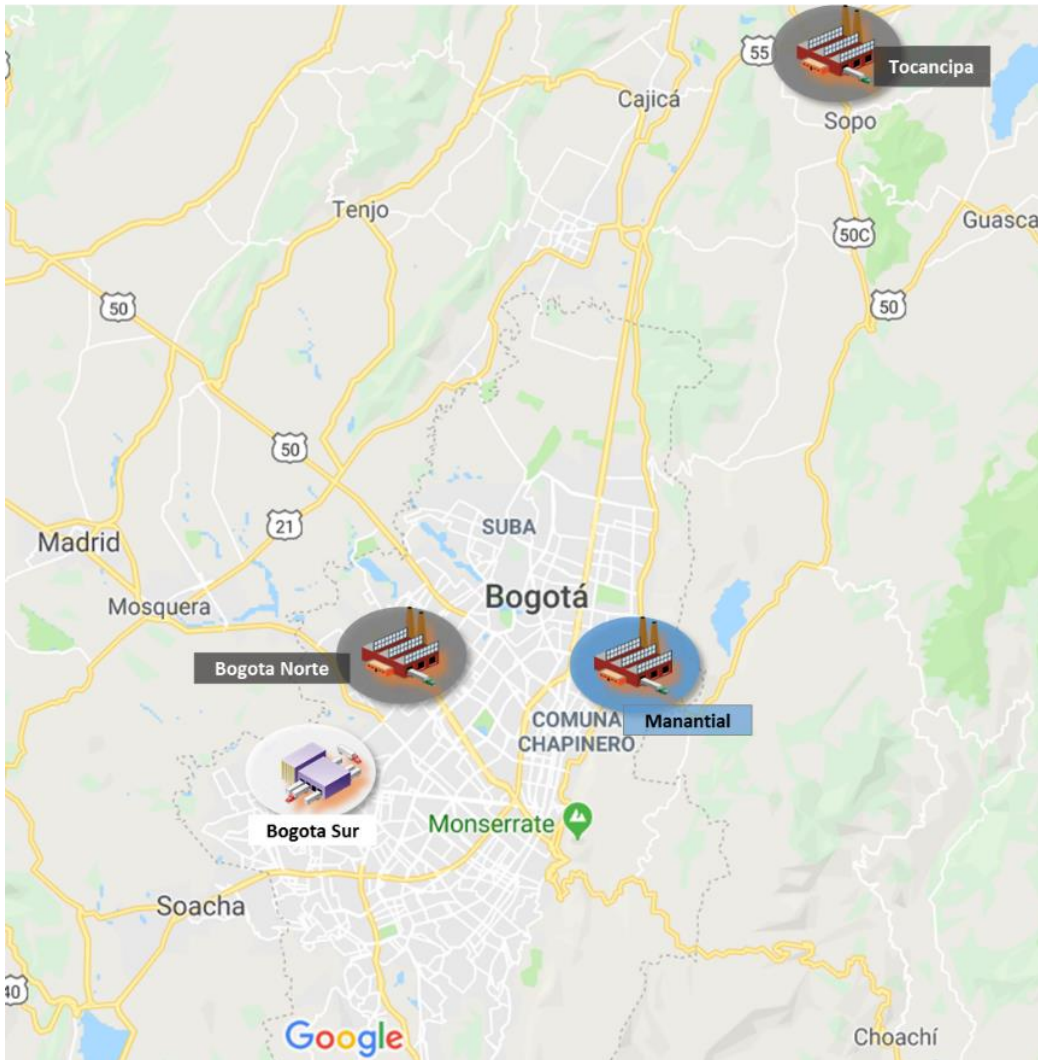 55
Tocancipa
Cajicá
Sopo
Tenjo
Guasca
50C
50
50
50
21
SUBA
Madrid
Bogotá
Mosquera
Bogota Norte
COMUNA
CHAPINERO
Manantial
Monserrate
Bogota Sur
Soacha
40
Google
Choachí